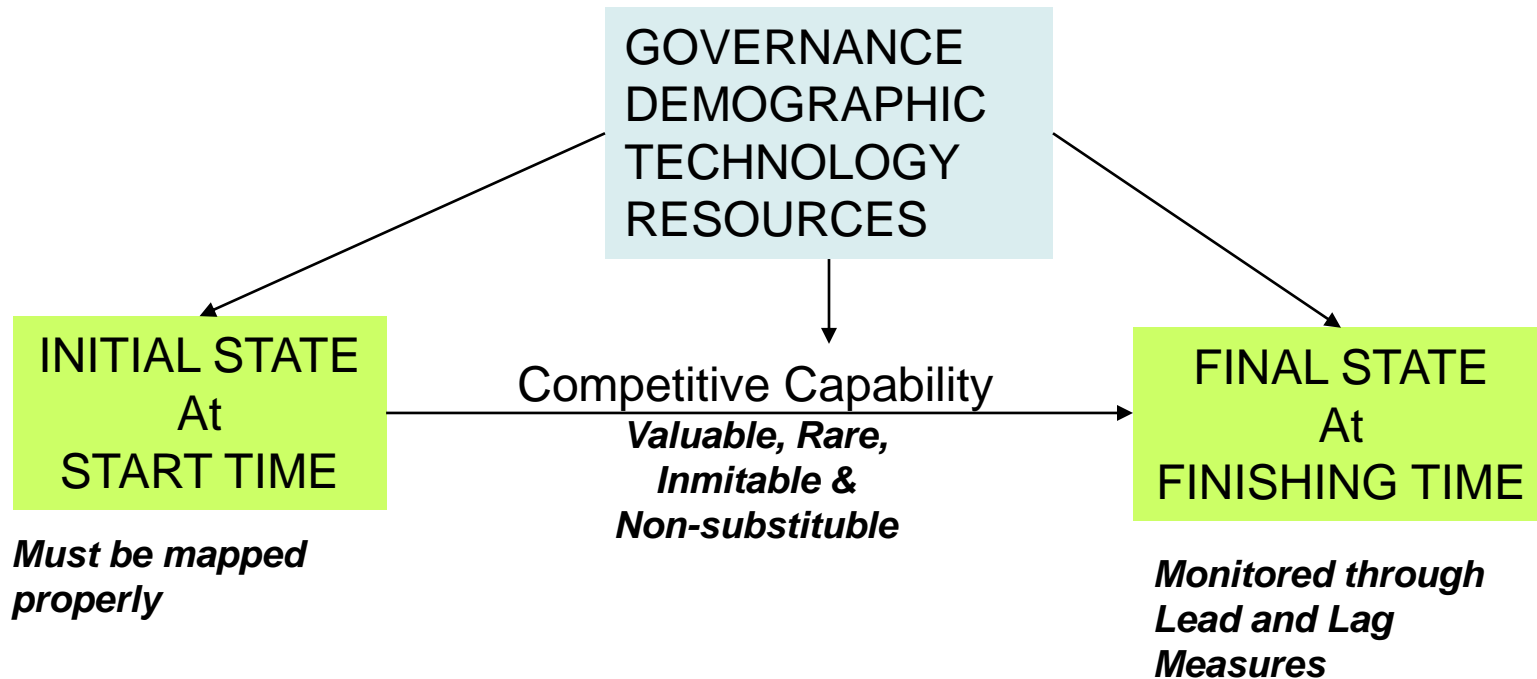 GOVERNANCE
DEMOGRAPHIC
TECHNOLOGY
RESOURCES
INITIAL STATE
At
START TIME
Must be mapped
properly
Competitive Capability
Valuable, Rare,
Inmitable &
Non-substituble
FINAL STATE
At
FINISHING TIME
Monitored through
Lead and Lag
Measures